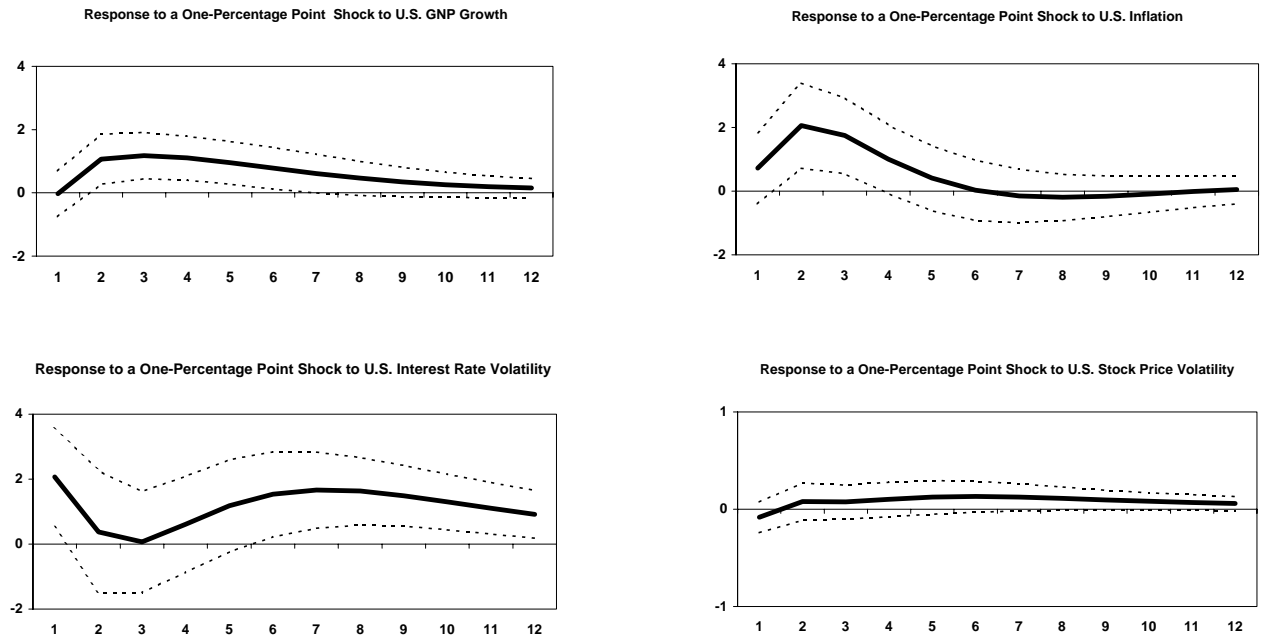 Response to a One-Percentage Point Shock to U.S. GNP Growth
4
2
0
-2
1 2 3 4 5 6 7 8 9 10 11 12
Response to a One-Percentage Point Shock to U.S. Inflation
4
2
0
-2
1 2 3 4 5 6 7 8 9 10 11 12
Response to a One-Percentage Point Shock to U.S. Interest Rate Volatility
4
2
0
-2
1 2 3 4 5 6 7 8 9 10 11 12
Response to a One-Percentage Point Shock to U.S. Stock Price Volatility
1
0
-1
1 2 3 4 5 6 7 8 9 10 11 12